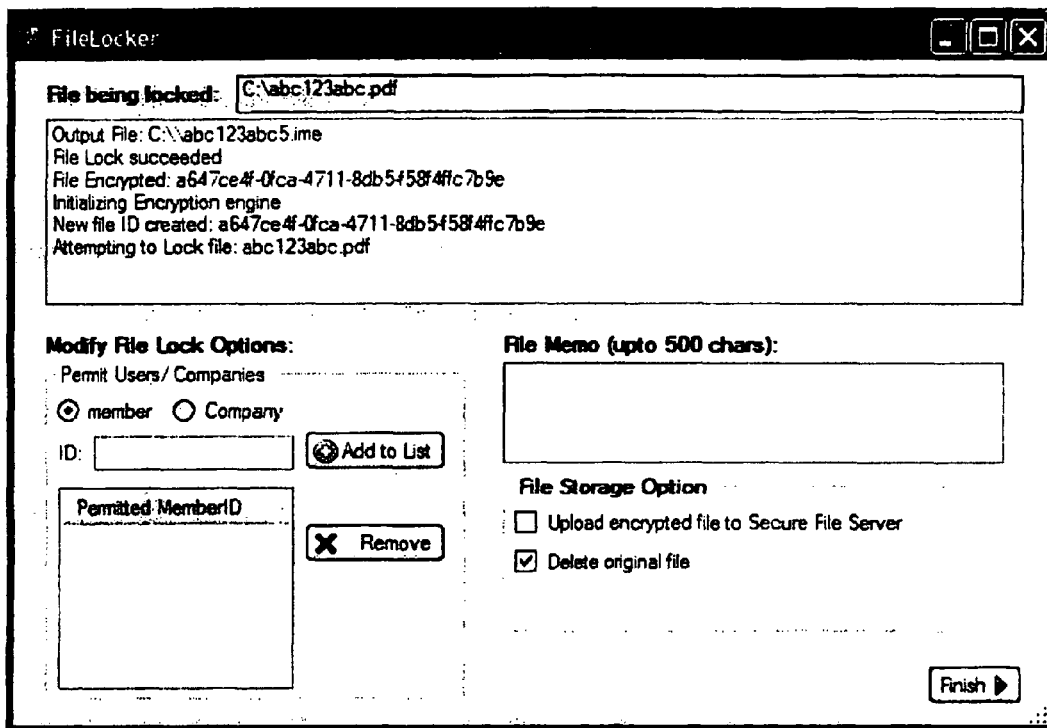 FileLocker
File being locked: C:\abc123abc.pdf
Output File: C:\\abc123abc5.ime
File Lock succeeded
File Encrypted: a647ce4f-0fca-4711-8db5-f58f4ffc7b9e
Initializing Encryption engine
New file ID created: a647ce4f-0fca-4711-8db5-f58f4ffc7b9e
Attempting to Lock file: abc123abc.pdf
Modify File Lock Options:
Permit Users/ Companies
member Company
ID: Add to List
Permitted MemberID
Remove
File Memo (upto 500 chars):
File Storage Option
Upload encrypted file to Secure File Server
Delete original file
Finish